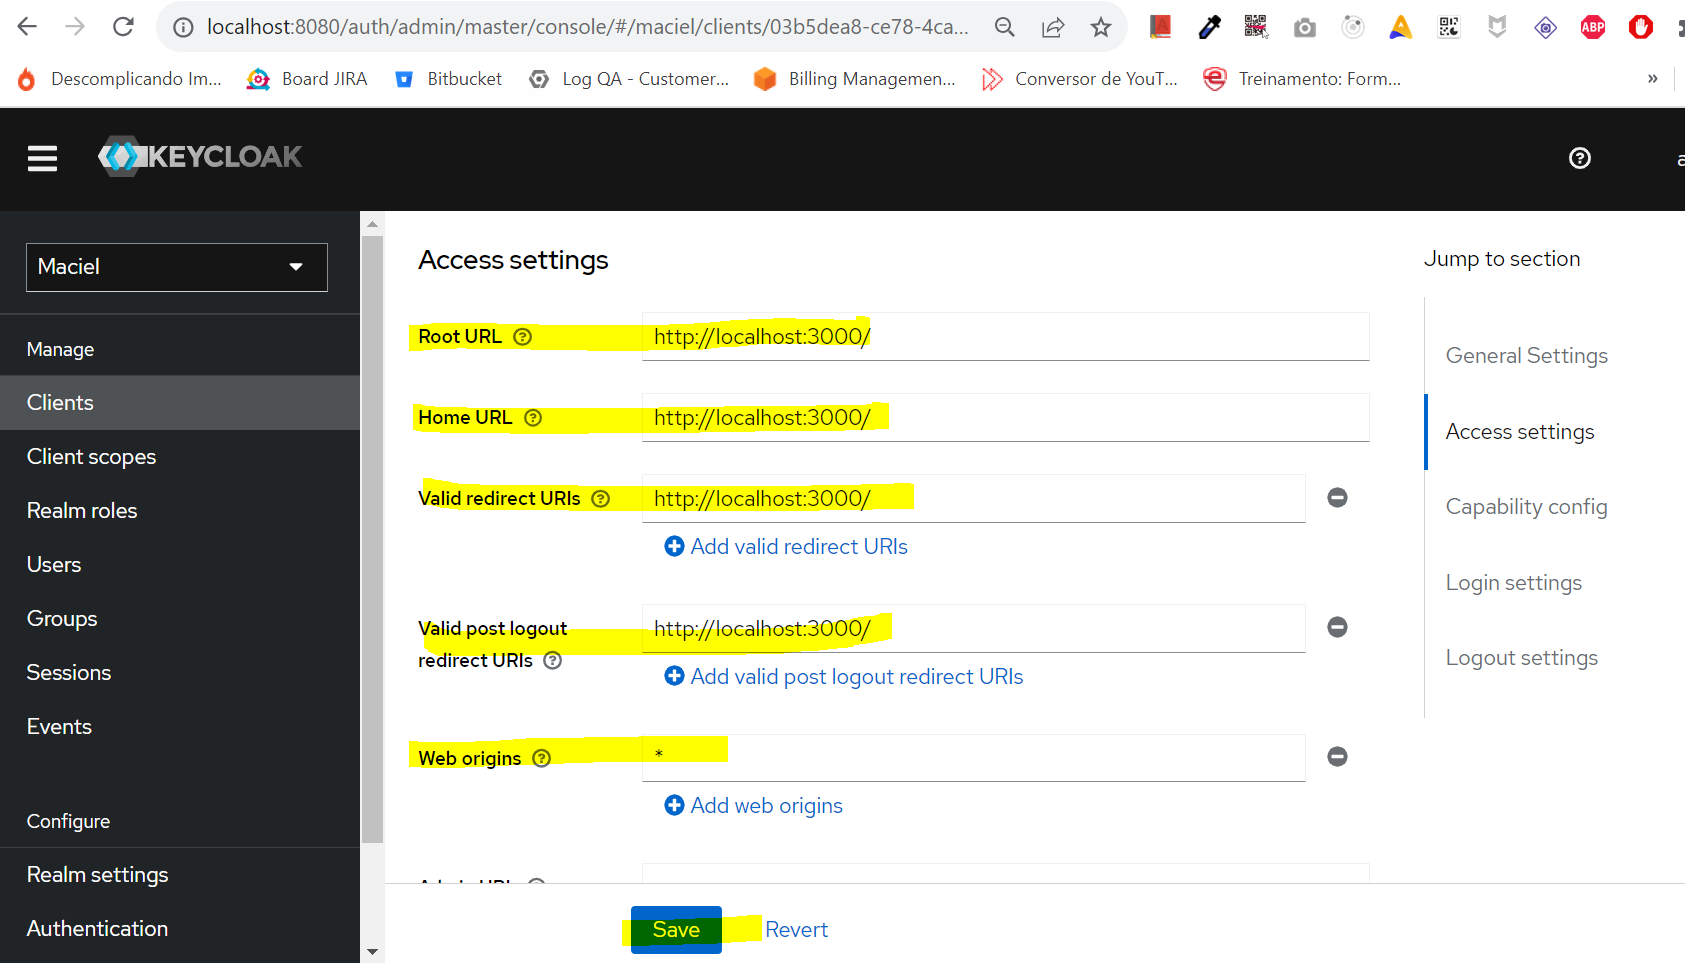 localhost:8080/auth/admin/master/console/#/maciel/clients/03b5dea8-ce78-4ca...
ABP
Descomplicando Im... Board JIRA Bitbucket Log QA - Customer... Billing Managemen... Conversor de YouT... Treinamento: Form... »
KEYCLOAK
Maciel
Manage
Clients
Client scopes
Realm roles
Users
Groups
Sessions
Events
Configure
Realm settings
Authentication
Access settings
Root URL http://localhost:3000/
Home URL http://localhost:3000/
Valid redirect URIs http://localhost:3000/
Add valid redirect URIs
Valid post logout http://localhost:3000/
redirect URIs
Add valid post logout redirect URIs
Web origins *
Add web origins
Save Revert
Jump to section
General Settings
Access settings
Capability config
Login settings
Logout settings